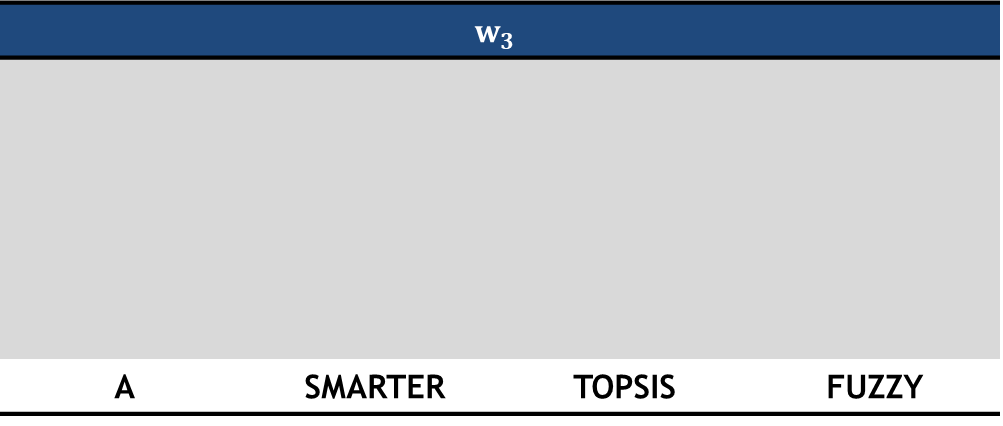 w₃
A SMARTER TOPSIS FUZZY